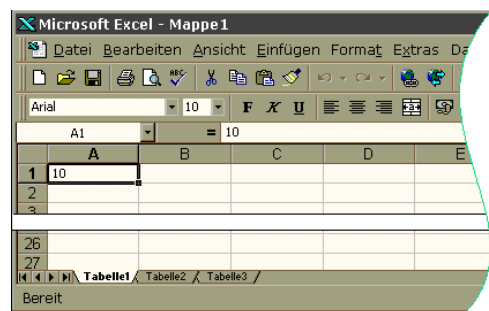 Microsoft Excel - Mappe1
Datei Bearbeiten Ansicht Einfügen Format Extras Da
Arial 10 F K U
A1 = 10
A B C D E
1 10
2
3
26
27
Tabelle1 Tabelle2 Tabelle3
Bereit